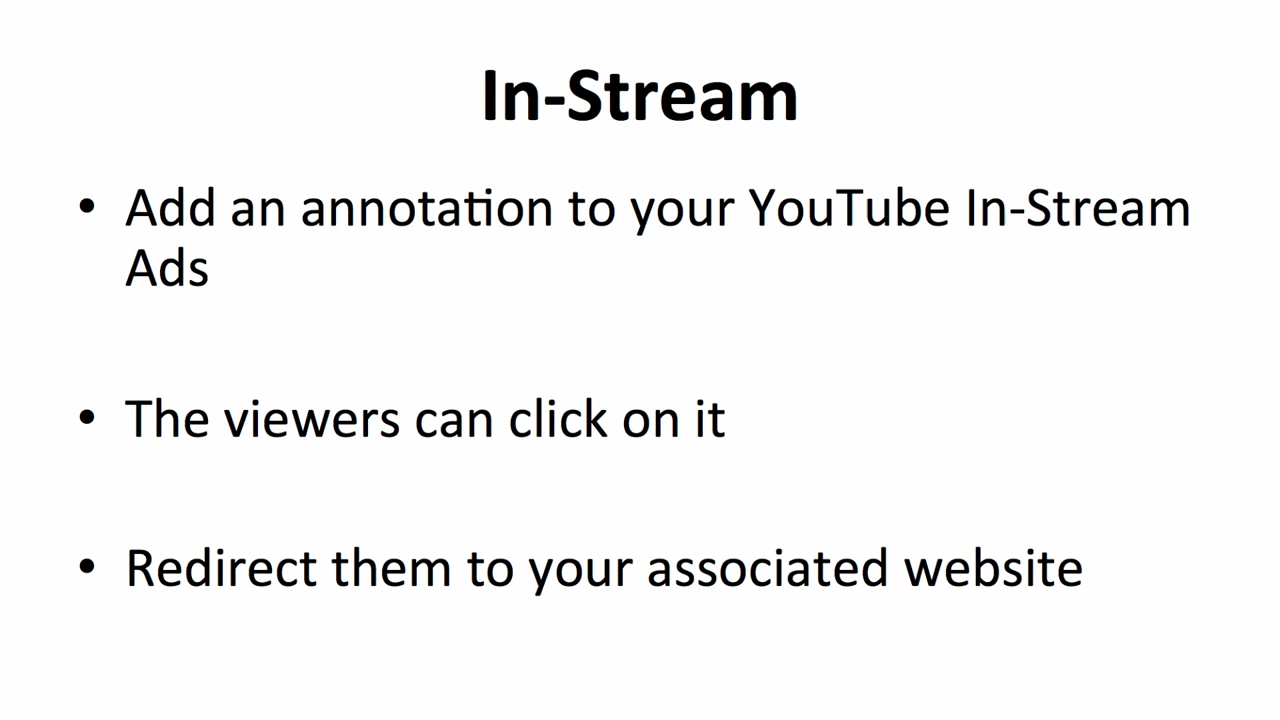 In-Stream
• Add an annotation to your YouTube In-Stream
Ads
• The viewers can click on it
• Redirect them to your associated website